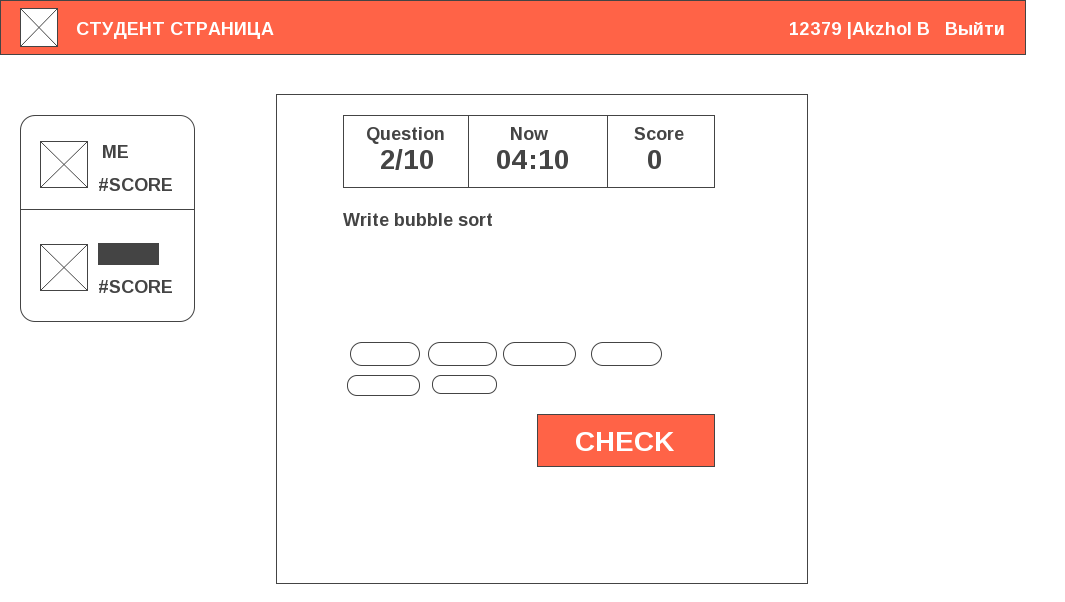 СТУДЕНТ СТРАНИЦА
12379 |Akzhol B Выйти
ME
#SCORE
#SCORE
Question Now Score
2/10 04:10 0
Write bubble sort
CHECK